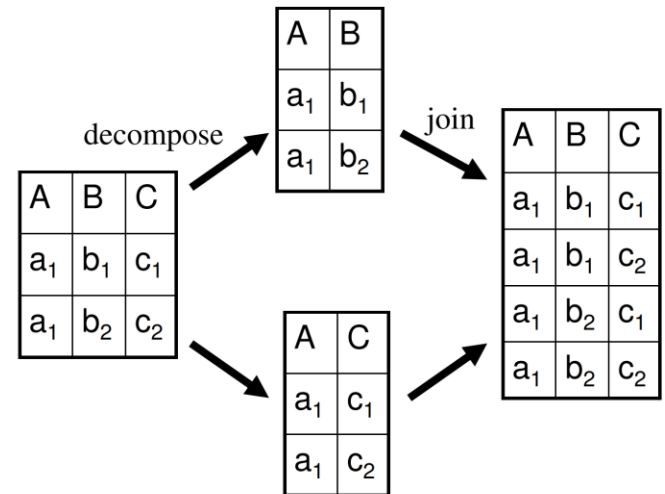 decompose
A B C
a₁ b₁ c₁
a₁ b₂ c₂
A B
a₁ b₁
a₁ b₂
A C
a₁ c₁
a₁ c₂
join
A B C
a₁ b₁ c₁
a₁ b₁ c₂
a₁ b₂ c₁
a₁ b₂ c₂